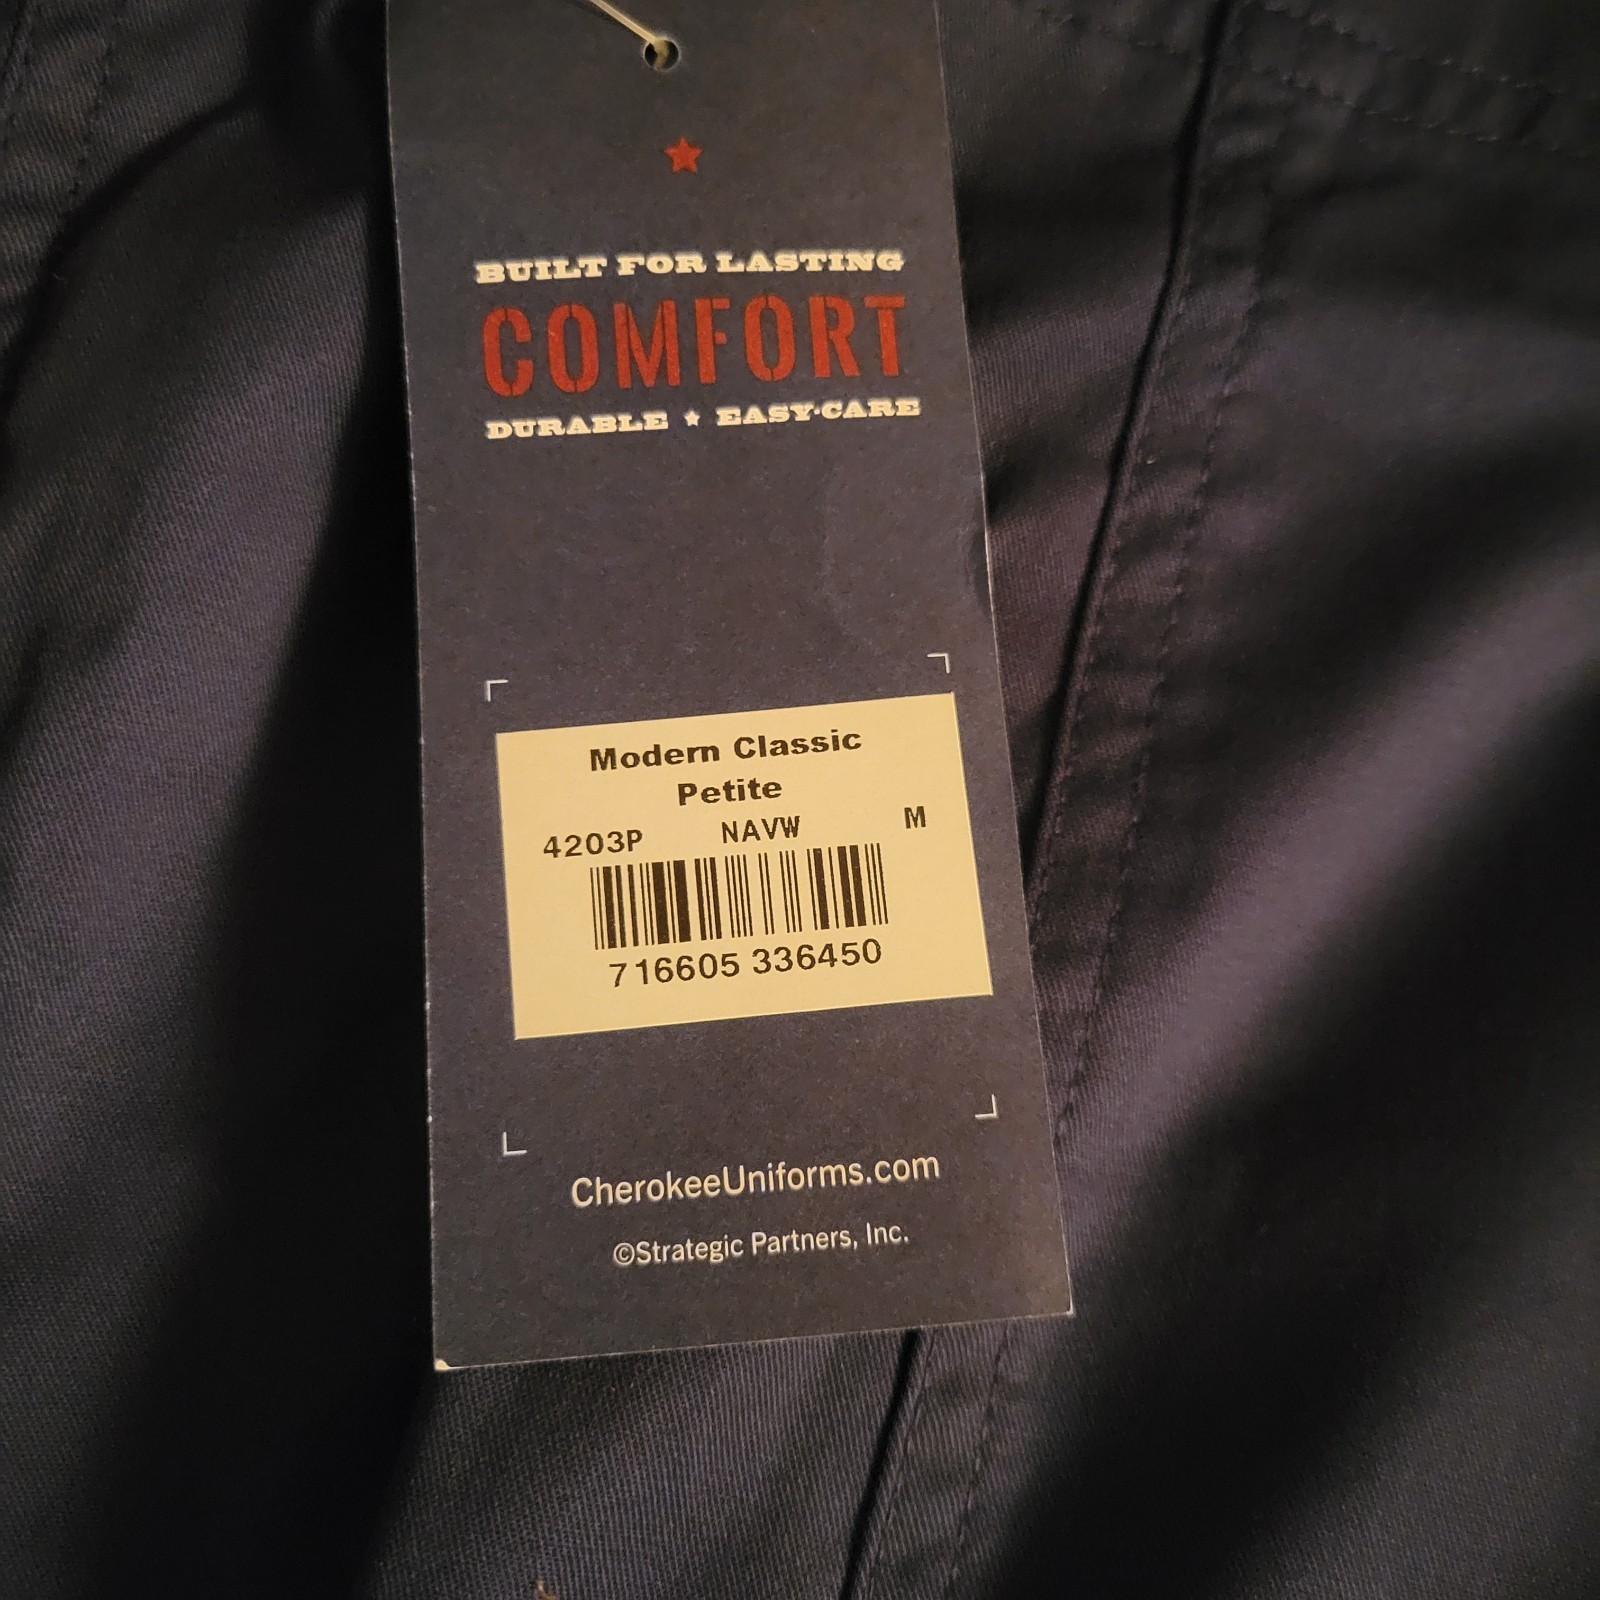 BUILT FOR LASTING
COMFORT
DURABLE ★ EASY·CARE
Modern Classic
Petite
4203P NAVW M
716605 336450
CherokeeUniforms.com
©Strategic Partners, Inc.